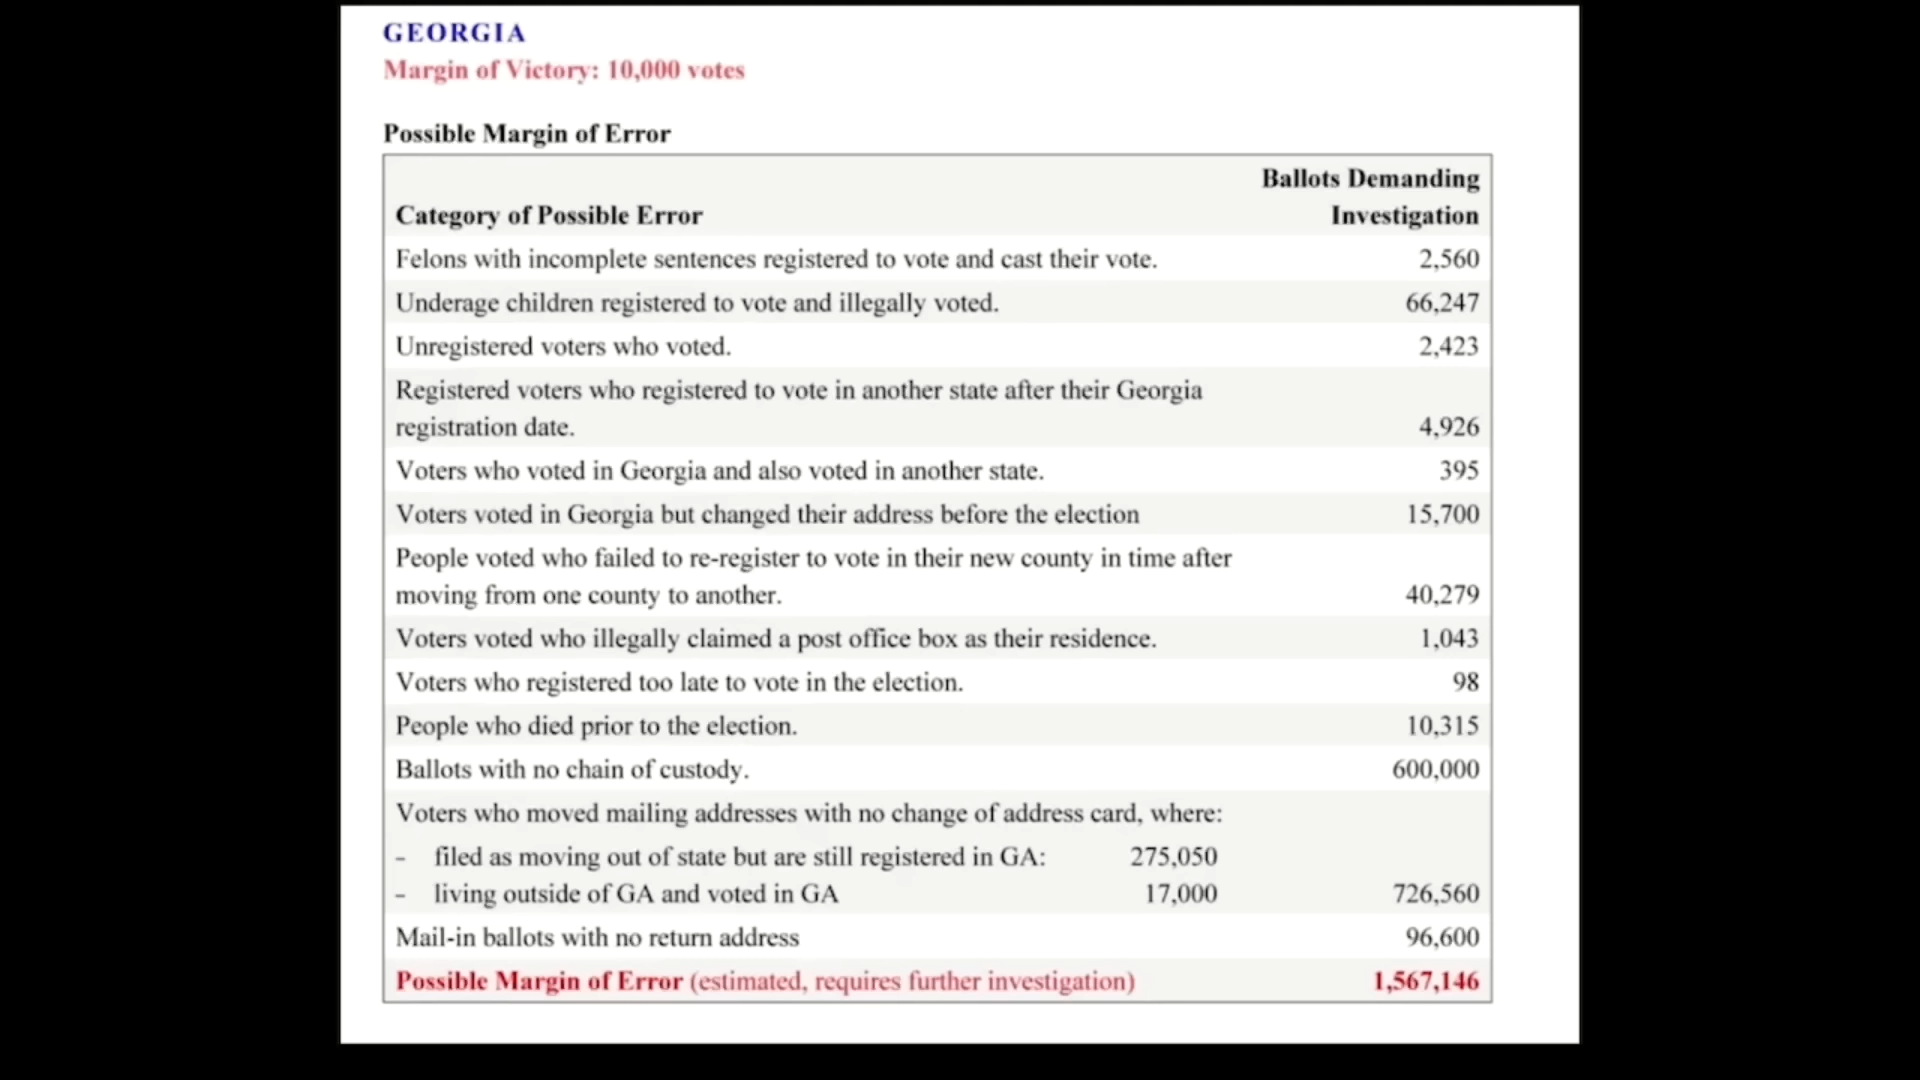 GEORGIA
Margin of Victory: 10,000 votes
Possible Margin of Error
Ballots Demanding
Category of Possible Error Investigation
Felons with incomplete sentences registered to vote and cast their vote. 2,560
Underage children registered to vote and illegally voted. 66,247
Unregistered voters who voted. 2,423
Registered voters who registered to vote in another state after their Georgia
registration date. 4,926
Voters who voted in Georgia and also voted in another state. 395
Voters voted in Georgia but changed their address before the election 15,700
People voted who failed to re-register to vote in their new county in time after
moving from one county to another. 40,279
Voters voted who illegally claimed a post office box as their residence. 1,043
Voters who registered too late to vote in the election. 98
People who died prior to the election. 10,315
Ballots with no chain of custody. 600,000
Voters who moved mailing addresses with no change of address card, where:
- filed as moving out of state but are still registered in GA: 275,050
- living outside of GA and voted in GA 17,000 726,560
Mail-in ballots with no return address 96,600
Possible Margin of Error (estimated, requires further investigation) 1,567,146